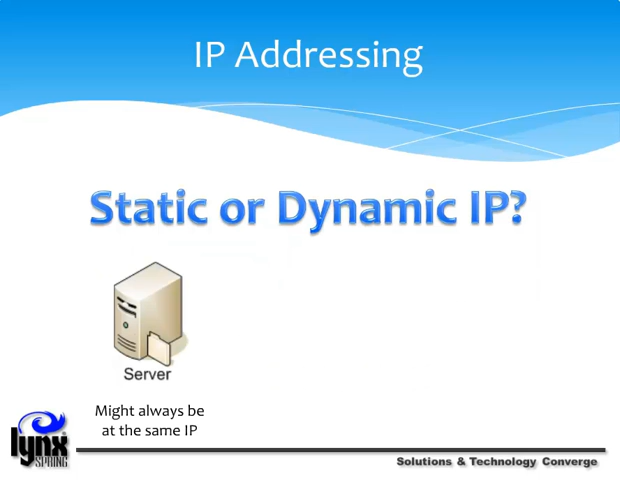 IP Addressing
Static or Dynamic IP?
Server
Might always be
at the same IP
lynx
SPRING
Solutions & Technology Converge